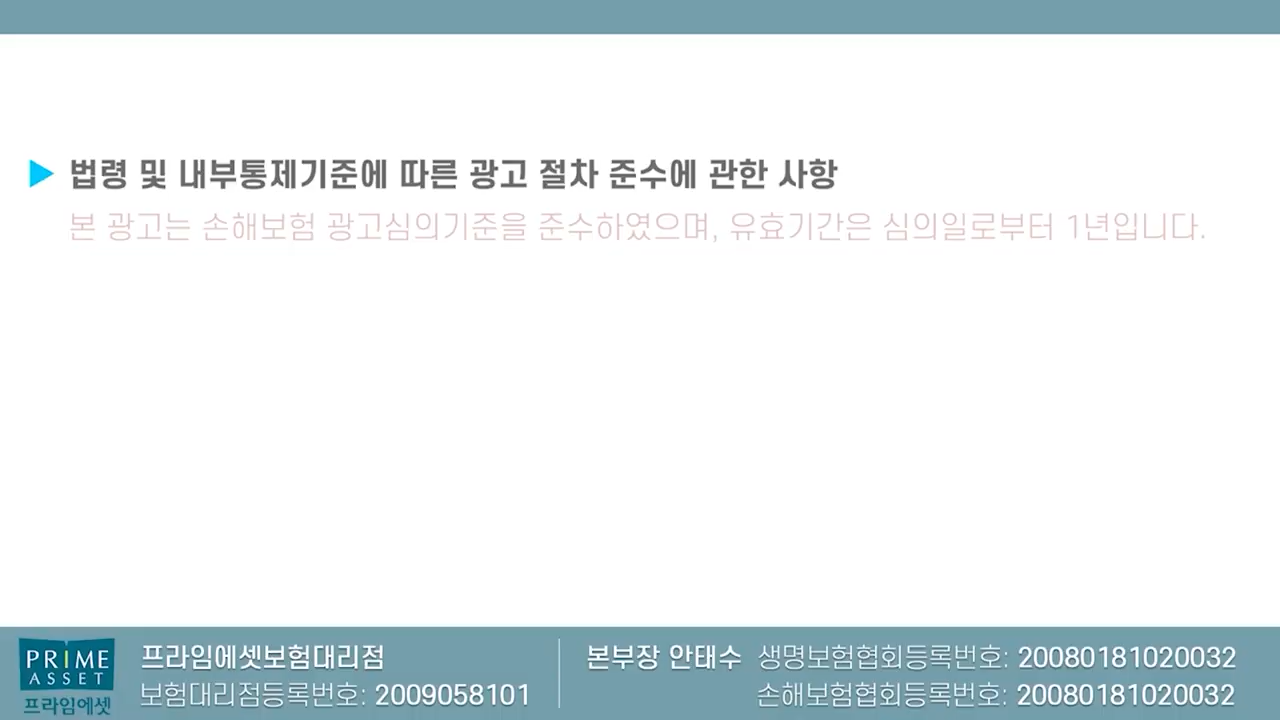 ▶ 법령 및 내부통제기준에 따른 광고 절차 준수에 관한 사항
본 광고는 손해보험 광고심의기준을 준수하였으며, 유효기간은 심의일로부터 1년입니다.
PRIME
ASSET
프라임에셋
프라임에셋보험대리점
보험대리점등록번호: 2009058101
본부장 안태수 생명보험협회등록번호: 20080181020032
손해보험협회등록번호: 20080181020032